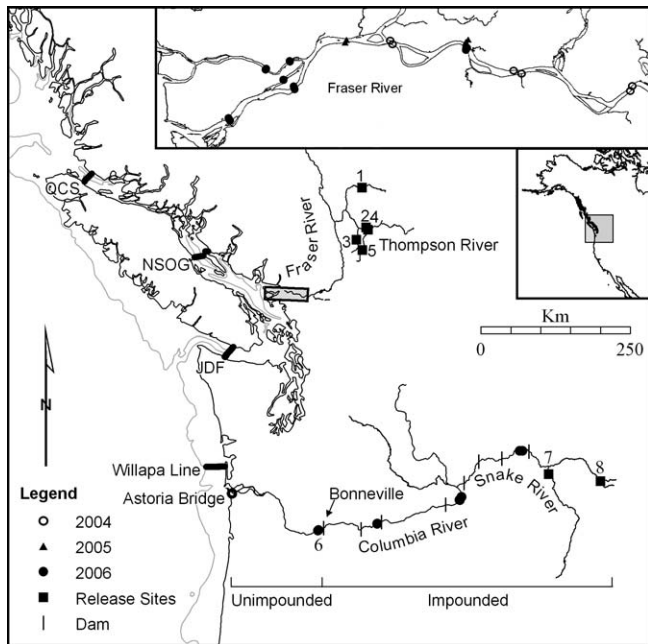 Fraser River
QCS
NSOG
JDF
Fraser River
1
24
3
5
Thompson River
Km
0 250
N
Willapa Line
Astoria Bridge
Bonneville
6
Columbia River
Snake River
7
8
Legend
2004
2005
2006
Release Sites
Dam
Unimpounded
Impounded